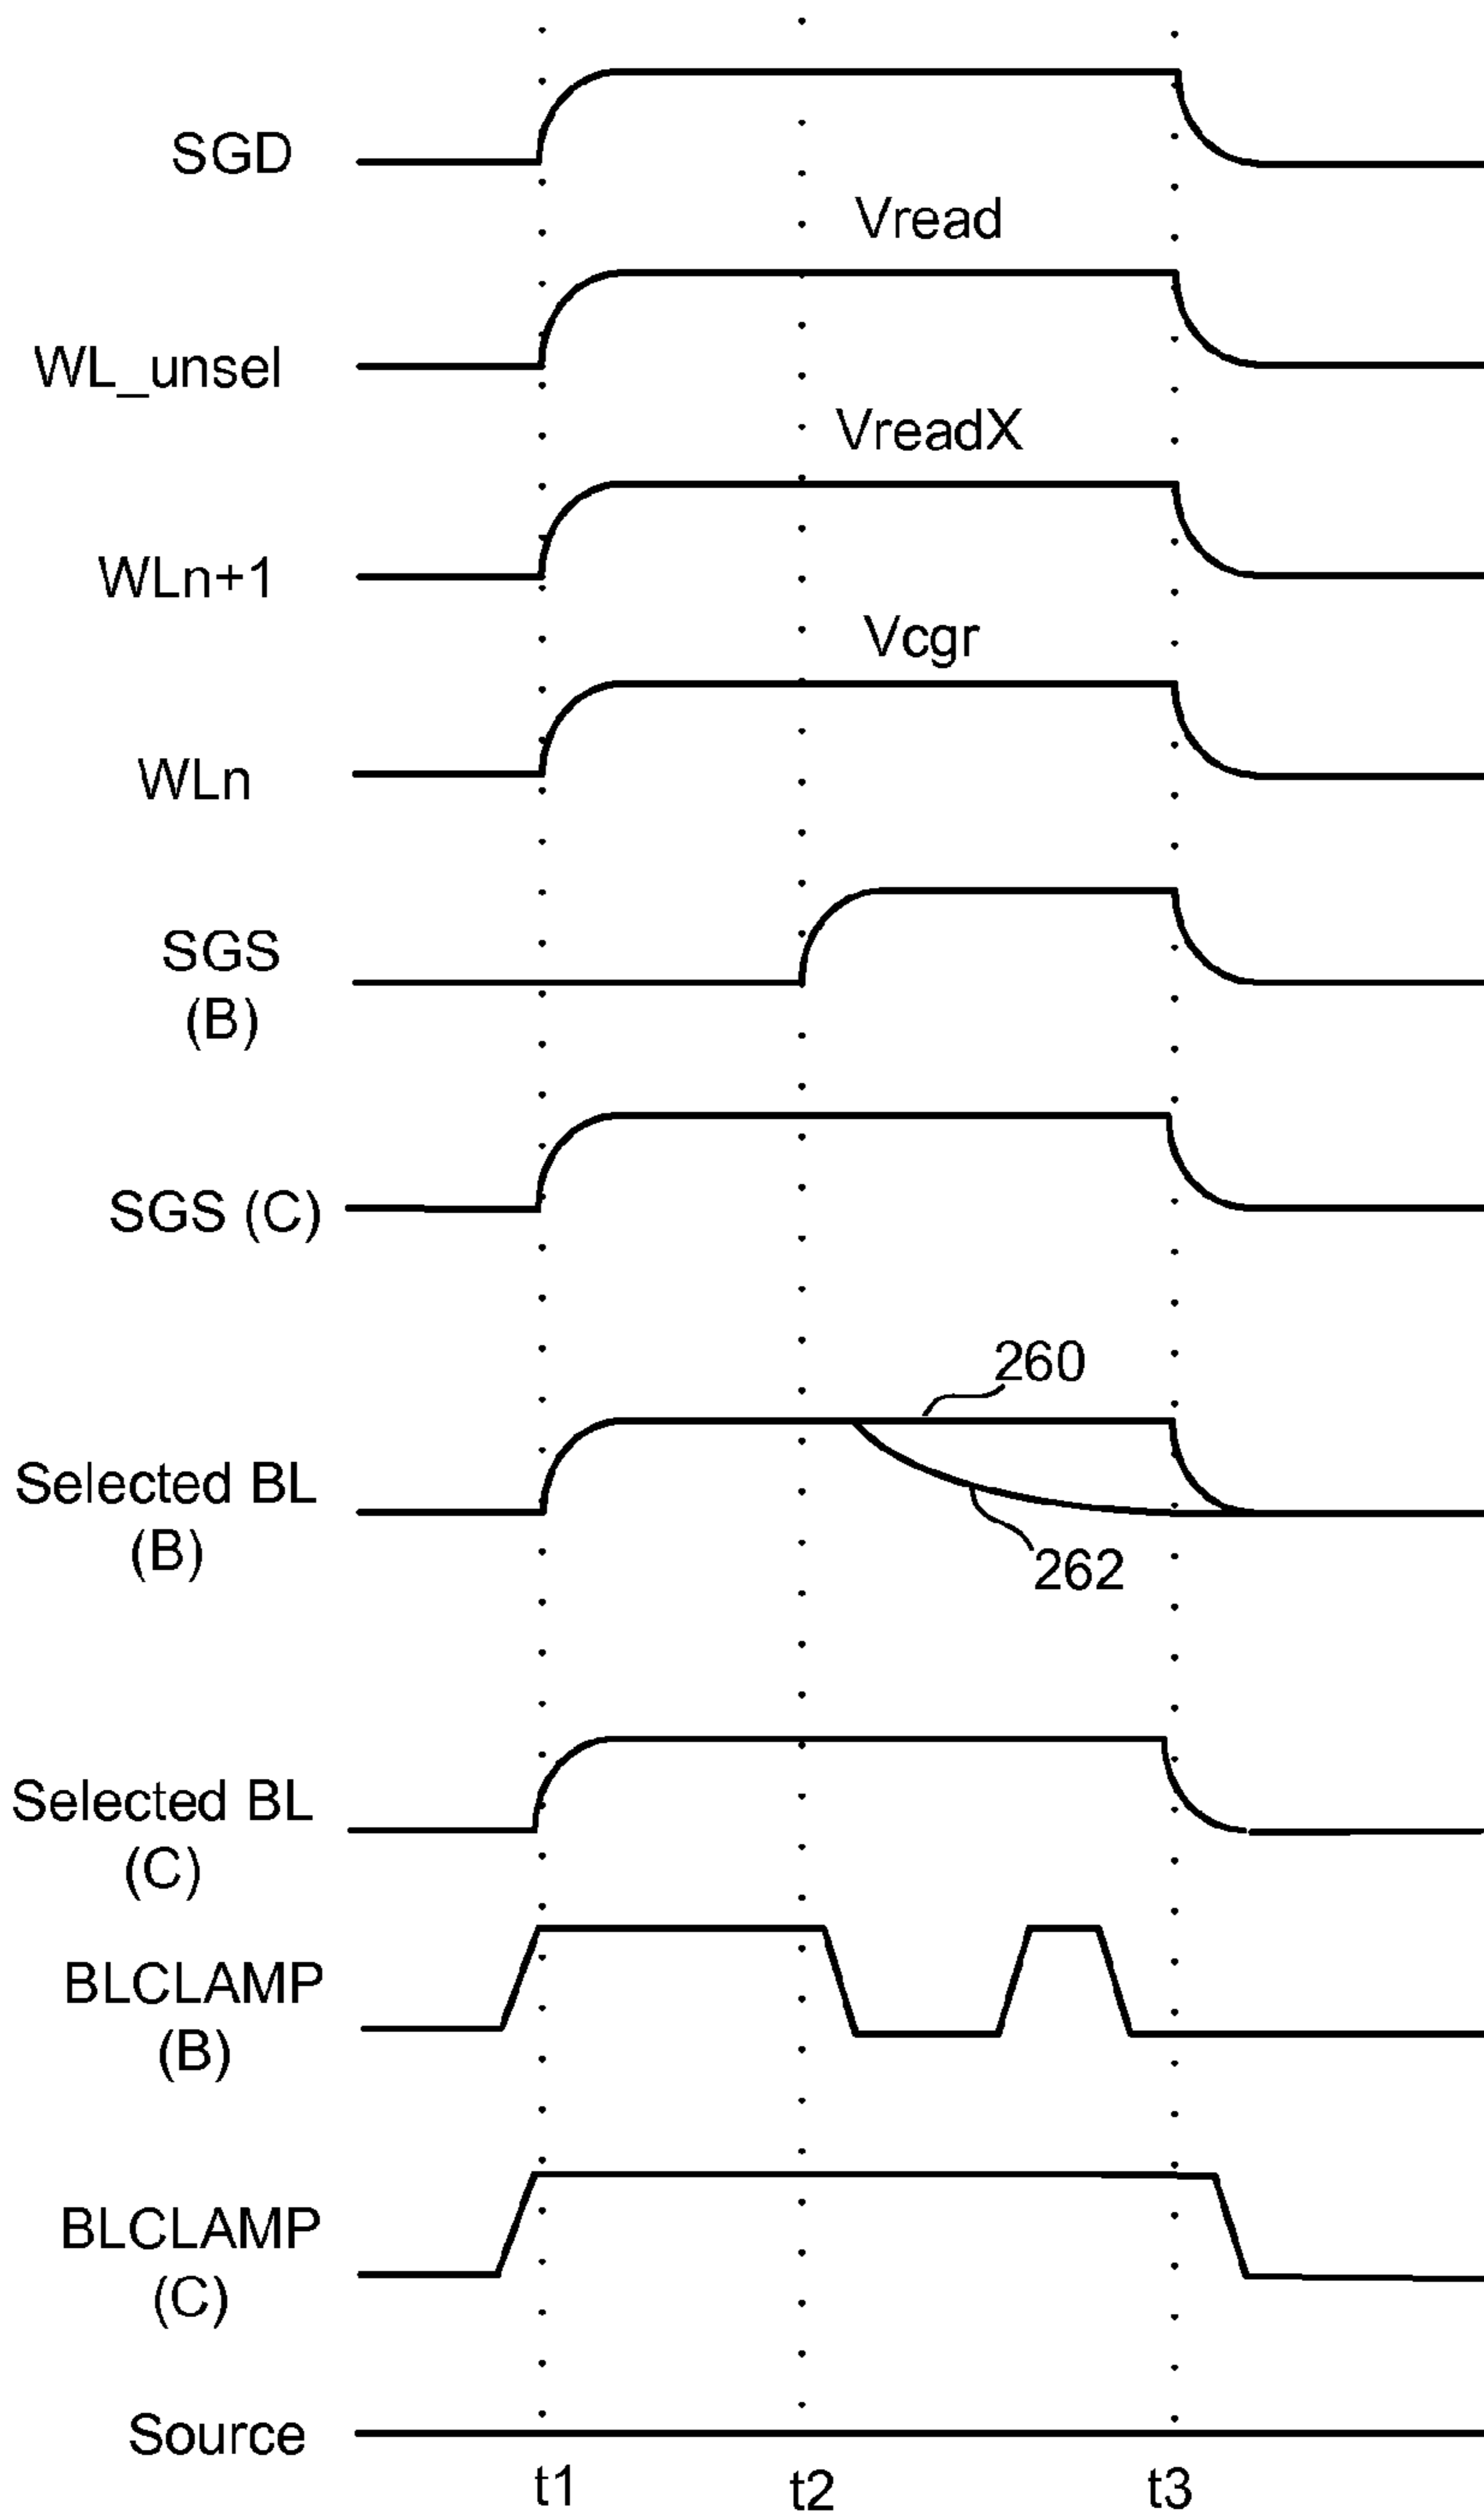 SGD
Vread
WL_unsel
VreadX
WLn+1
Vcgr
WLn
SGS
(B)
SGS (C)
260
Selected BL
(B)
262
Selected BL
(C)
BLCLAMP
(B)
BLCLAMP
(C)
Source
t1 t2 t3